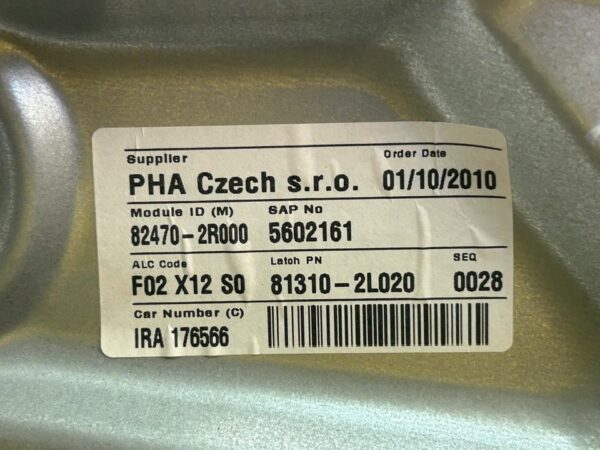 Supplier Order Date
PHA Czech s.r.o. 01/10/2010
Module ID (M) SAP No
82470-2R000 5602161
ALC Code Latch PN SEQ
F02 X12 S0 81310-2L020 0028
Car Number (C)
IRA 176566